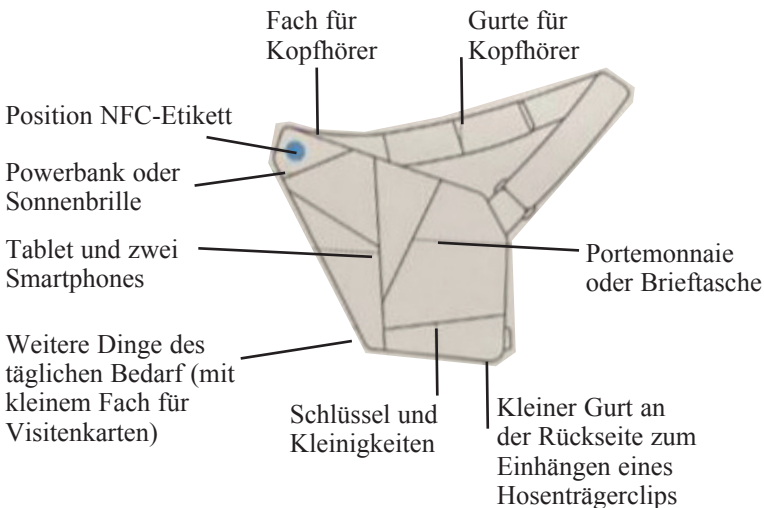 Fach für
Kopfhörer
Gurte für
Kopfhörer
Position NFC-Etikett
Powerbank oder
Sonnenbrille
Tablet und zwei
Smartphones
Portemonnaie
oder Brieftasche
Weitere Dinge des
täglichen Bedarf (mit
kleinem Fach für
Visitenkarten)
Schlüssel und
Kleinigkeiten
Kleiner Gurt an
der Rückseite zum
Einhängen eines
Hosenträgerclips